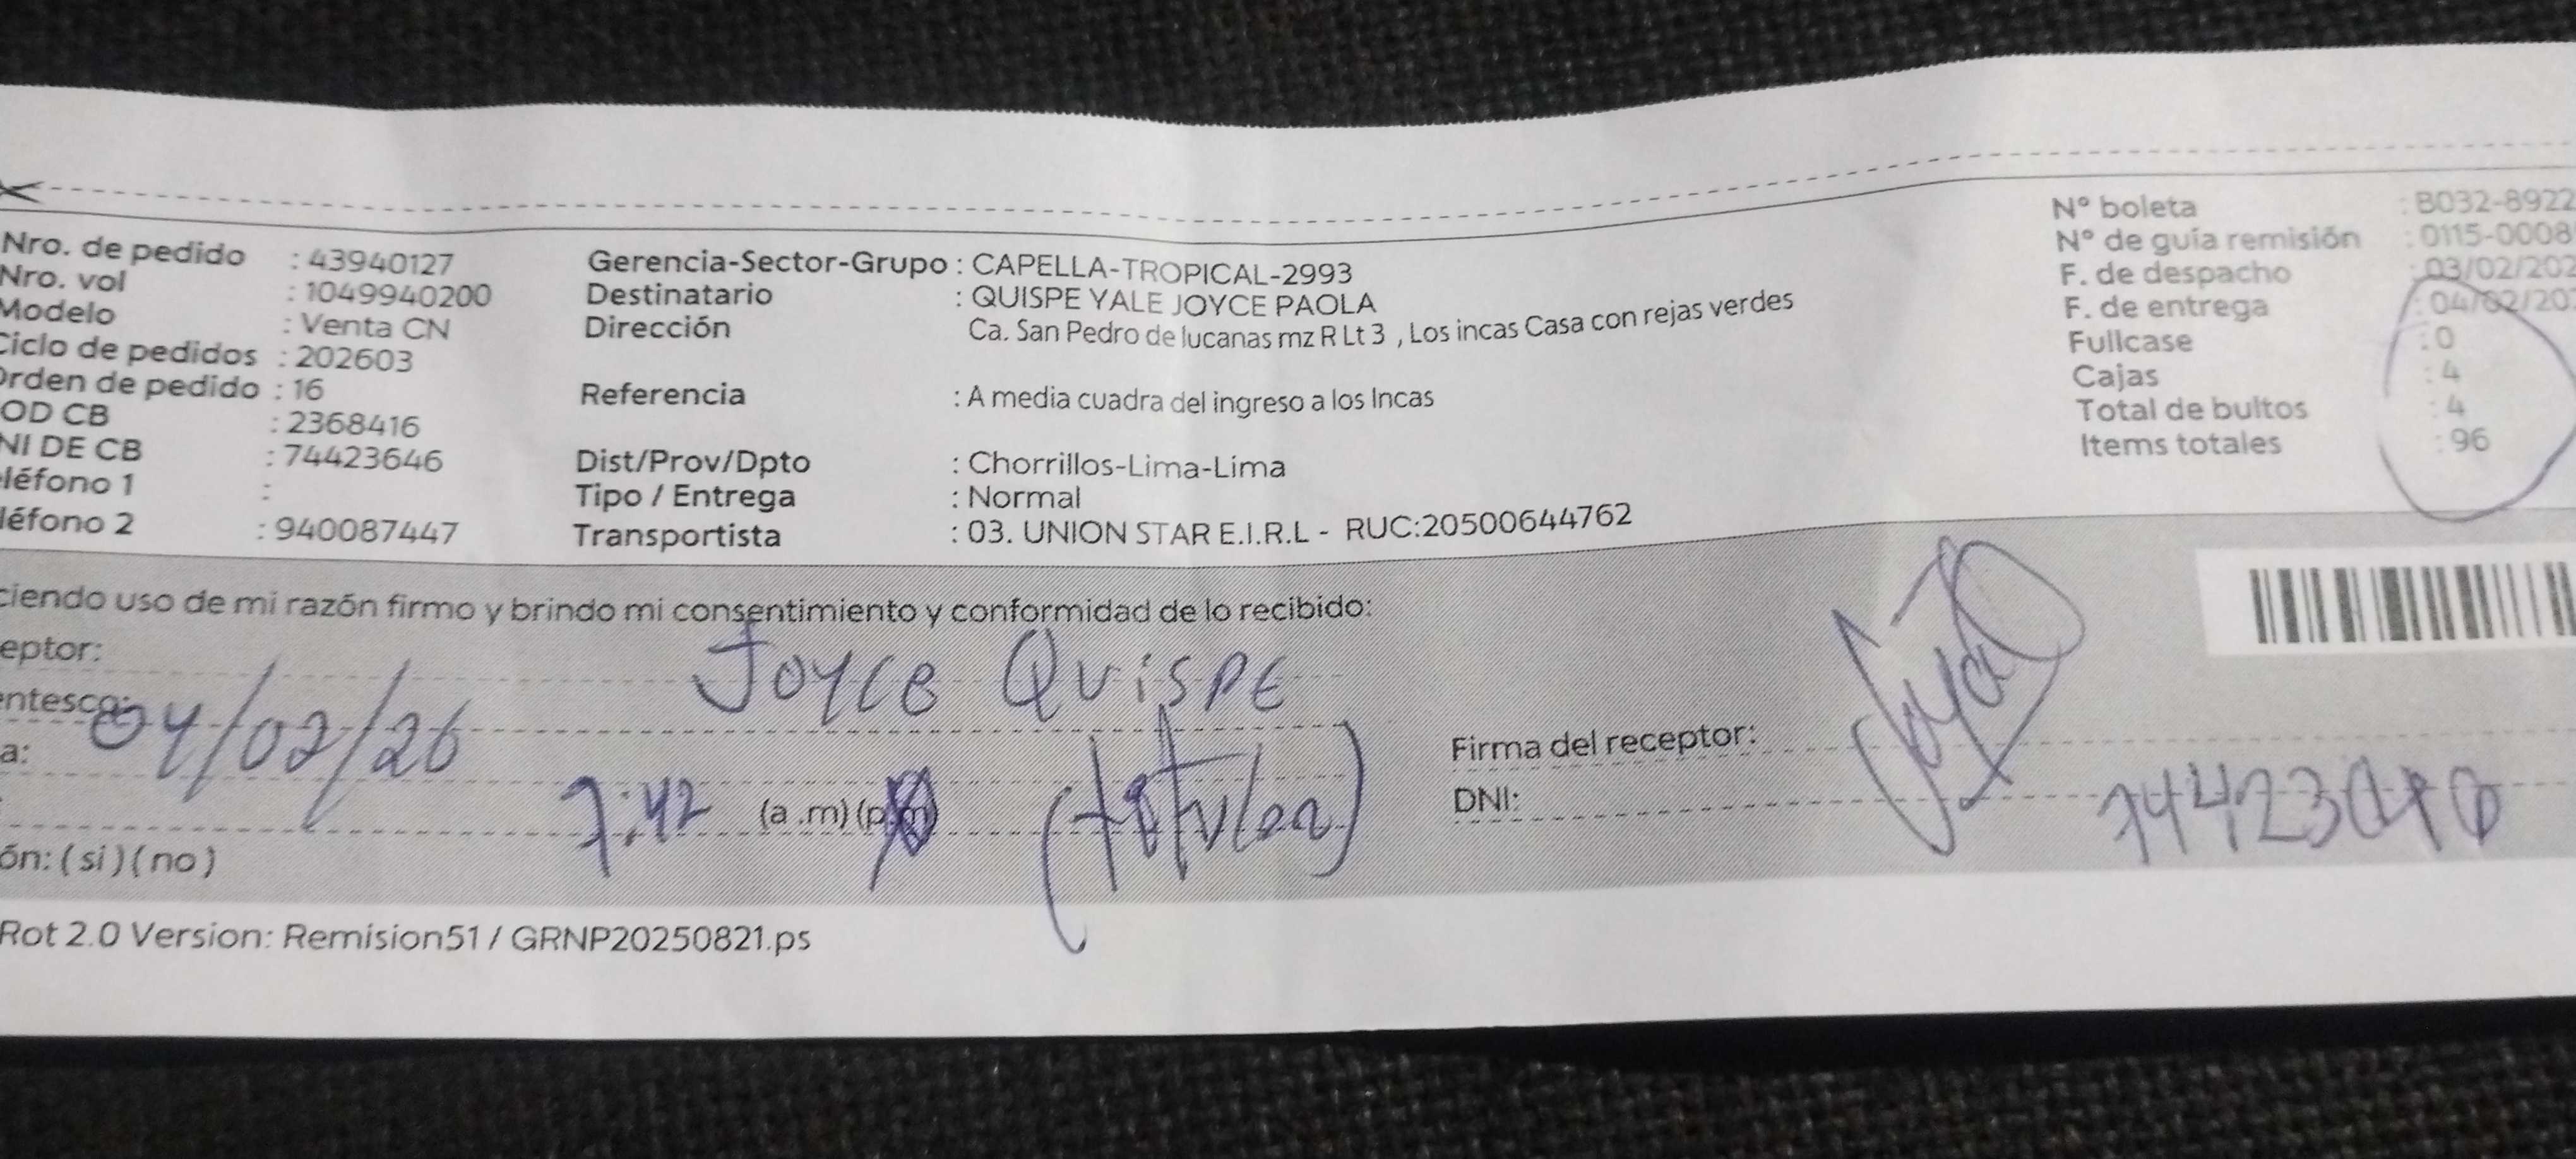 Nro. de pedido : 43940127
Nro. vol : 1049940200
Modelo : Venta CN
Ciclo de pedidos : 202603
Orden de pedido : 16
OD CB : 2368416
NI DE CB : 74423646
eléfono 1 :
léfono 2 : 940087447
Gerencia-Sector-Grupo : CAPELLA-TROPICAL-2993
Destinatario : QUISPE YALE JOYCE PAOLA
Dirección Ca. San Pedro de lucanas mz R Lt 3 , Los incas Casa con rejas verdes
Referencia : A media cuadra del ingreso a los Incas
Dist/Prov/Dpto : Chorrillos-Lima-Lima
Tipo / Entrega : Normal
Transportista : 03. UNION STAR E.I.R.L - RUC:20500644762
Nº boleta : B032-8922
Nº de guía remisión : 0115-0008
F. de despacho : 03/02/202
F. de entrega : 04/02/202
Fullcase : 0
Cajas : 4
Total de bultos : 4
Items totales : 96
ciendo uso de mi razón firmo y brindo mi consentimiento y conformidad de lo recibido:
eptor: Joyce Quispe
entesco:
a: 04/02/26
7:42 (a .m) (p.m) (titular)
ón: ( si ) ( no )
Firma del receptor:
DNI:
Rot 2.0 Version: Remision51 / GRNP20250821.ps